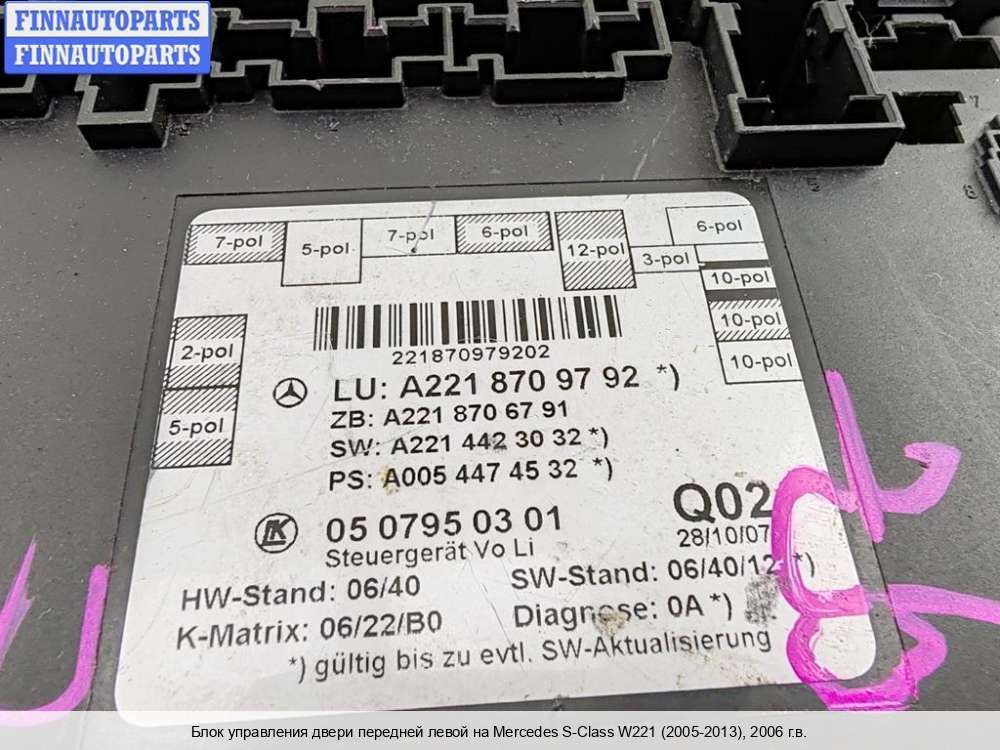 FINNAUTOPARTS
FINNAUTOPARTS
7
5
8
7-pol
5-pol
7-pol
6-pol
12-pol
6-pol
3-pol
10-pol
10-pol
10-pol
2-pol
5-pol
221870979202
LU: A221 870 97 92 *)
ZB: A221 870 67 91
SW: A221 442 30 32 *)
PS: A005 447 45 32 *)
05 0795 03 01
Steuergerät Vo Li
Q02
28/10/07
HW-Stand: 06/40
SW-Stand: 06/40/12 *)
K-Matrix: 06/22/B0
Diagnose: 0A *)
*) gültig bis zu evtl. SW-Aktualisierung
Блок управления двери передней левой на Mercedes S-Class W221 (2005-2013), 2006 г.в.